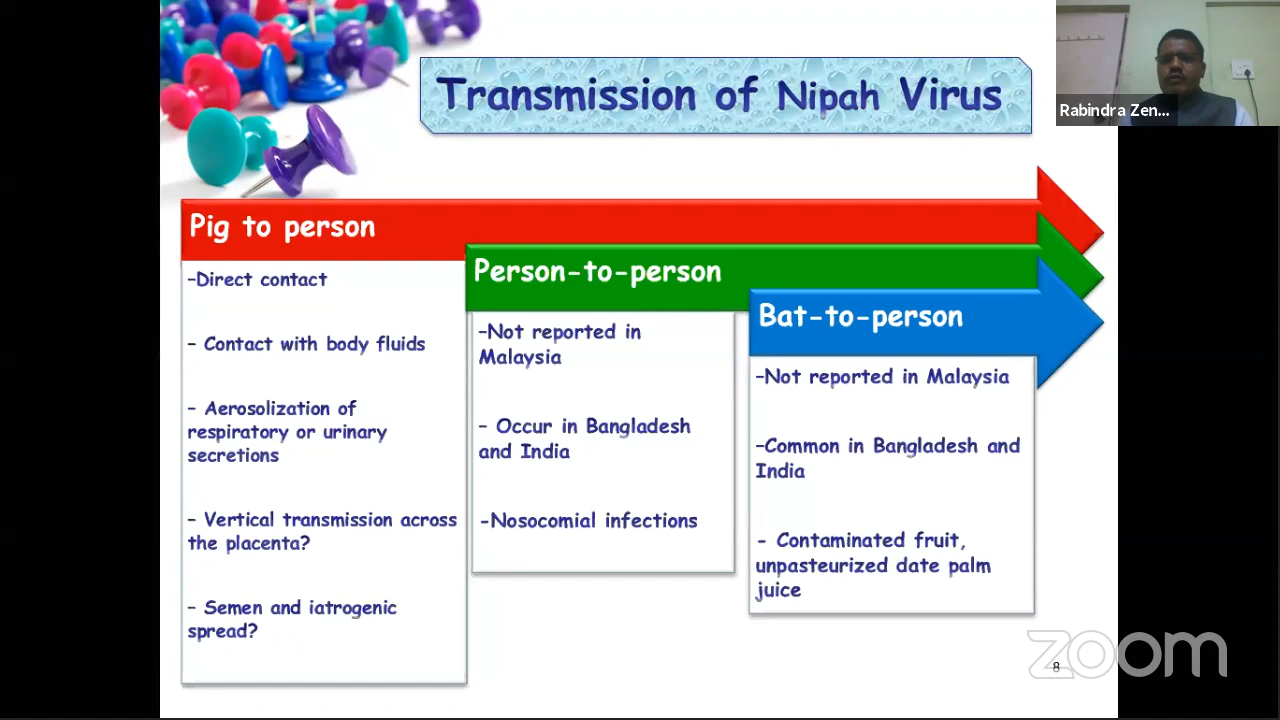 Transmission of Nipah Virus
Rabindra Zen...
Pig to person
-Direct contact
- Contact with body fluids
- Aerosolization of
respiratory or urinary
secretions
- Vertical transmission across
the placenta?
- Semen and iatrogenic
spread?
Person-to-person
-Not reported in
Malaysia
- Occur in Bangladesh
and India
-Nosocomial infections
Bat-to-person
-Not reported in Malaysia
-Common in Bangladesh and
India
- Contaminated fruit,
unpasteurized date palm
juice
zoom
8